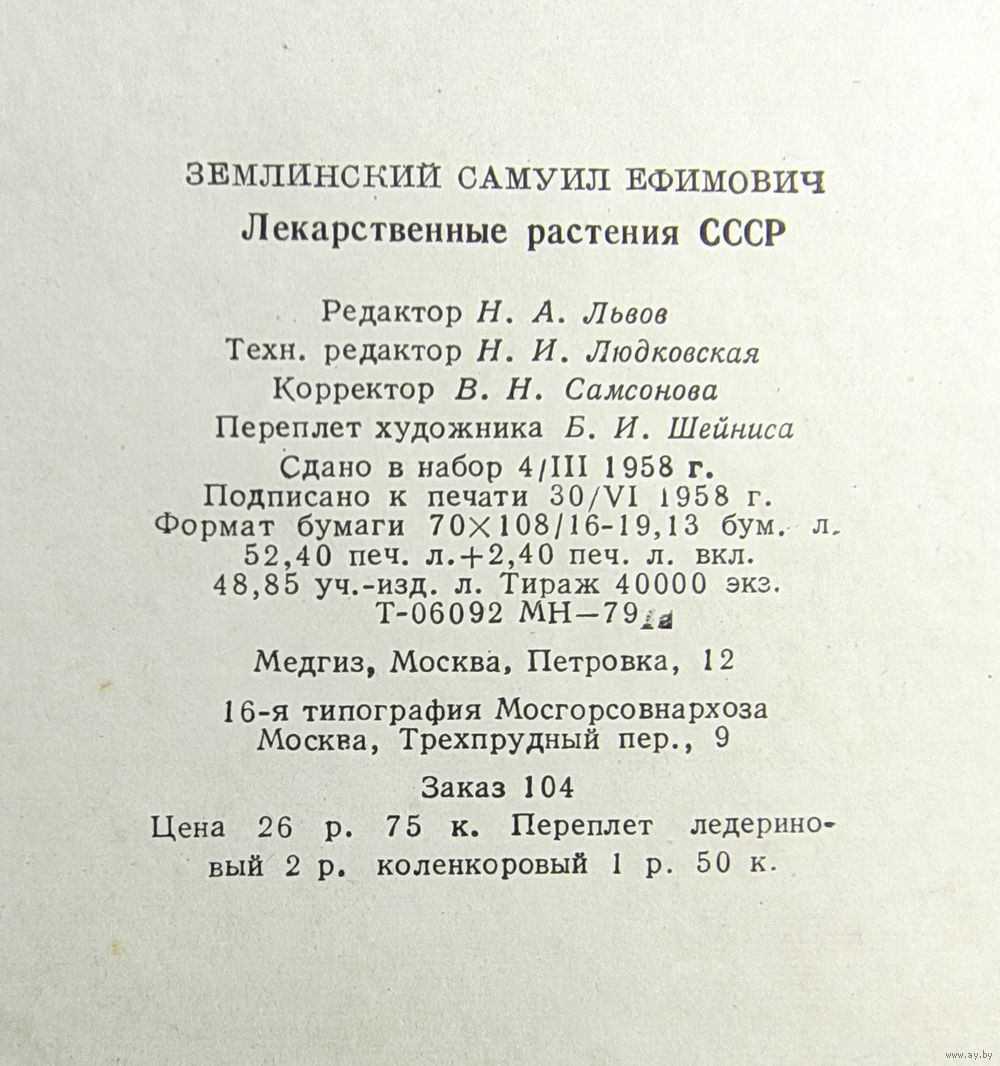 ЗЕМЛИНСКИЙ САМУИЛ ЕФИМОВИЧ
Лекарственные растения СССР
Редактор Н. А. Львов
Техн. редактор Н. И. Людковская
Корректор В. Н. Самсонова
Переплет художника Б. И. Шейниса
Сдано в набор 4/III 1958 г.
Подписано к печати 30/VI 1958 г.
Формат бумаги 70×108/16-19,13 бум. л.
52,40 печ. л.+2,40 печ. л. вкл.
48,85 уч.-изд. л. Тираж 40000 экз.
Т-06092 МН—79
Медгиз, Москва, Петровка, 12
16-я типография Мосгорсовнархоза
Москва, Трехпрудный пер., 9
Заказ 104
Цена 26 р. 75 к. Переплет ледерино-
вый 2 р. коленкоровый 1 р. 50 к.
www.ay.by